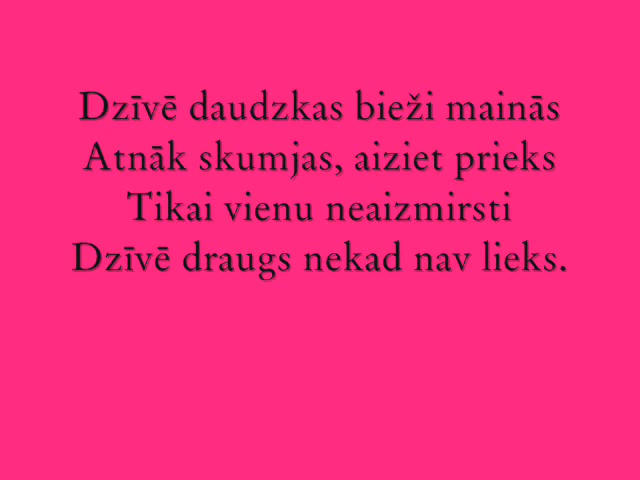 Dzīvē daudzkas bieži mainās
Atnāk skumjas, aiziet prieks
Tikai vienu neaizmirsti
Dzīvē draugs nekad nav lieks.